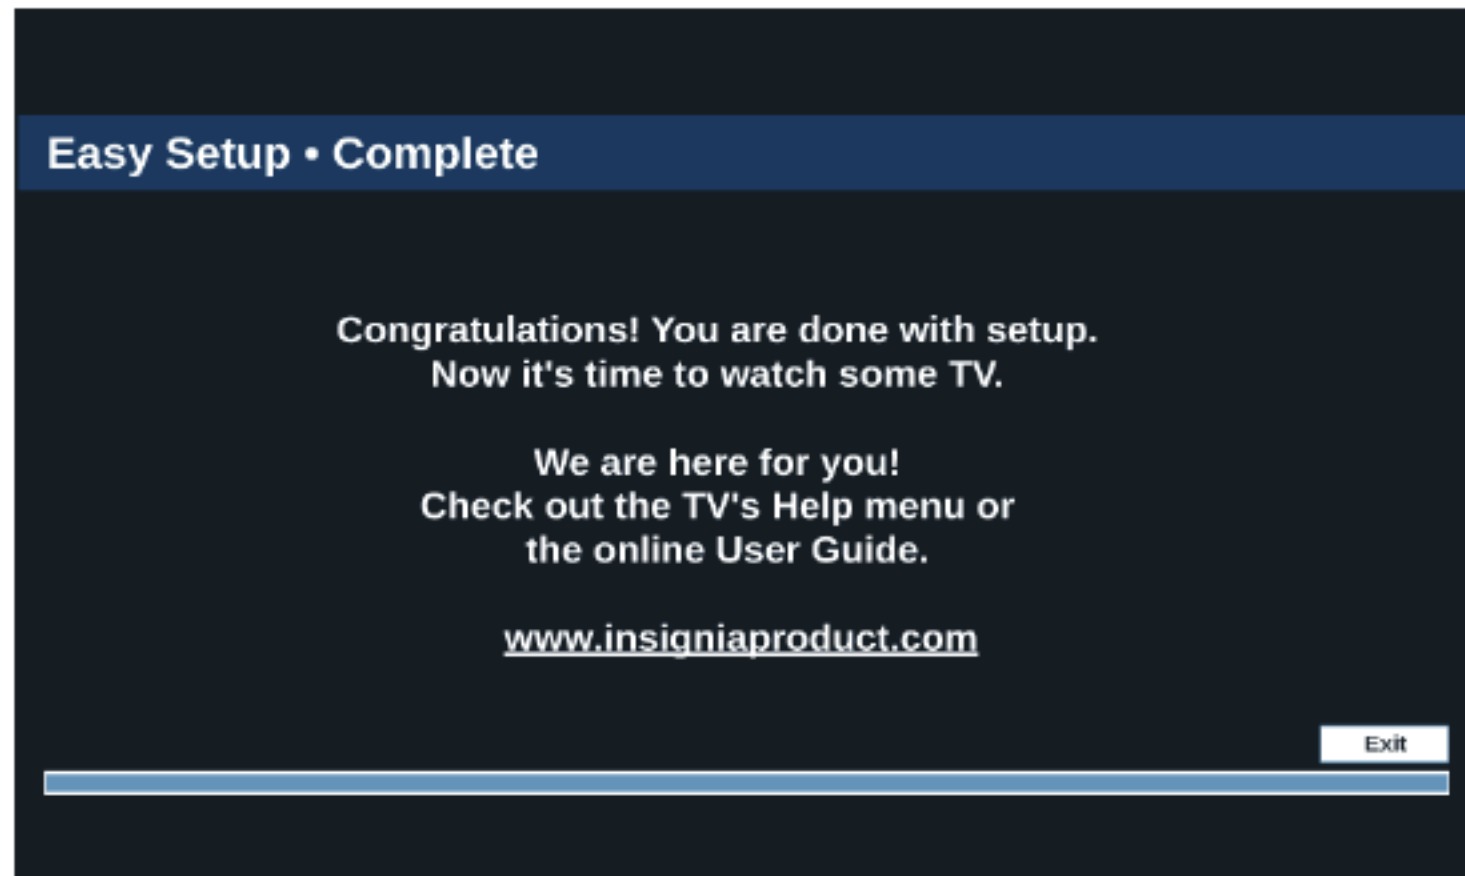 Easy Setup • Complete
Congratulations! You are done with setup.
Now it's time to watch some TV.
We are here for you!
Check out the TV's Help menu or
the online User Guide.
www.insigniaproduct.com
Exit